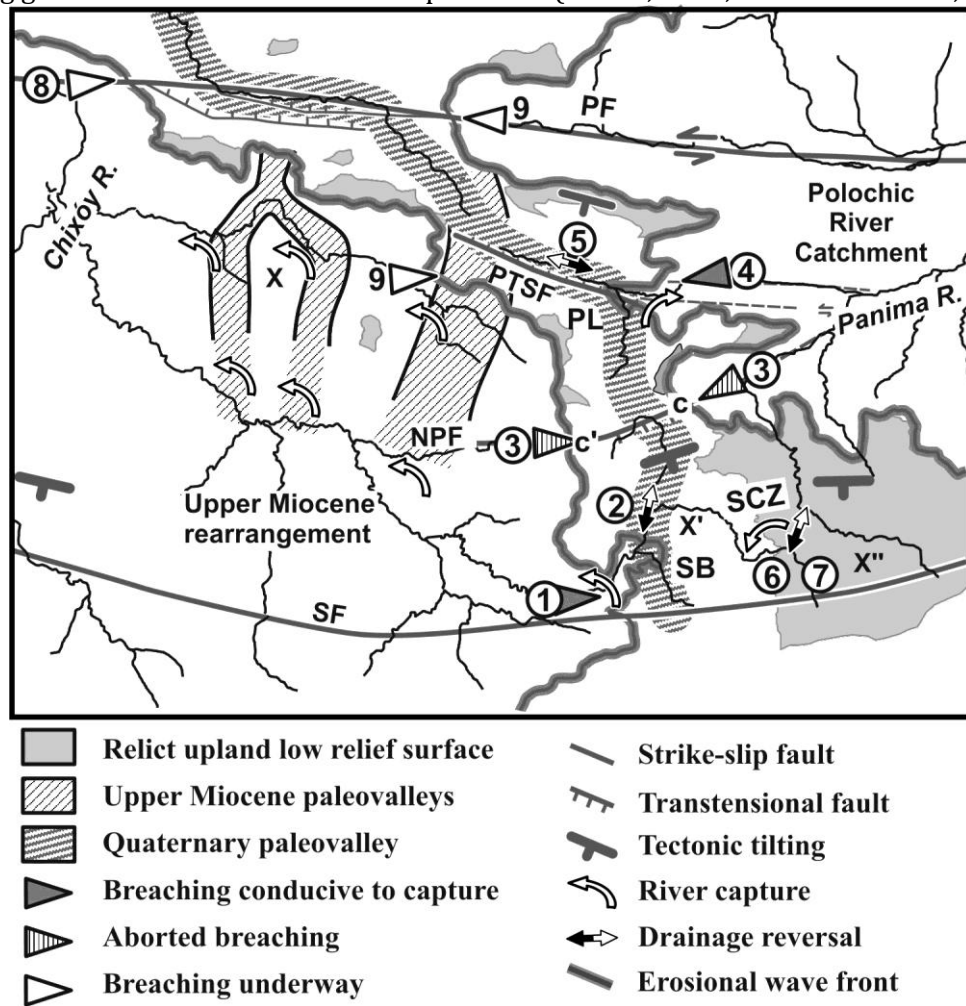 8
9
PF
Chixoy R.
Polochic
River
Catchment
5
X
9
PTSF
4
PL
Panima R.
3
c
NPF
3
c'
2
SCZ
Upper Miocene
rearrangement
X'
X"
SB
6
7
1
SF
Relict upland low relief surface
Upper Miocene paleovalleys
Quaternary paleovalley
Breaching conducive to capture
Aborted breaching
Breaching underway
Strike-slip fault
Transtensional fault
Tectonic tilting
River capture
Drainage reversal
Erosional wave front